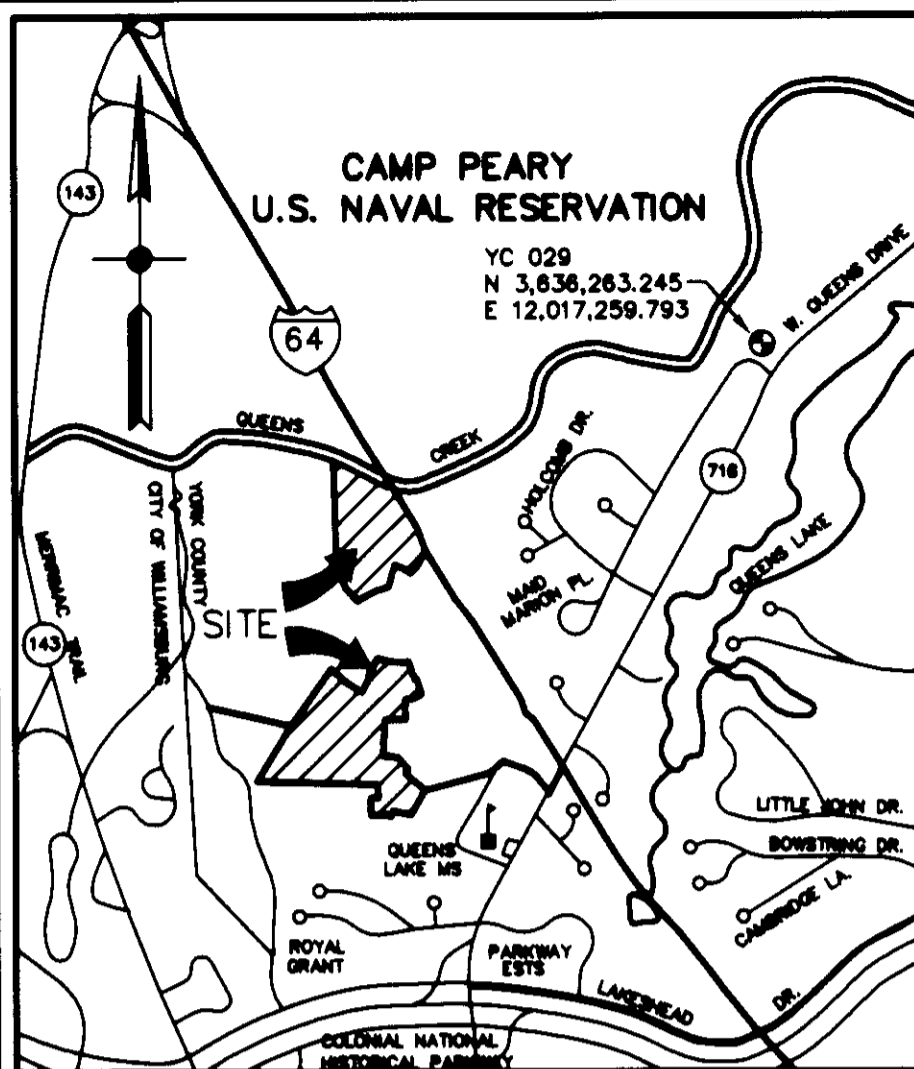 CAMP PEARY
U.S. NAVAL RESERVATION
143
YC 029
N 3,636,263.245
E 12,017,259.793
W. QUEENS DRIVE
64
QUEENS
CREEK
HOLCOMB DR.
716
YORK COUNTY
CITY OF WILLIAMSBURG
MERRIMAC TRAIL
143
SITE
MAID
MARION PL.
QUEENS LAKE
LITTLE JOHN DR.
BOWSTRING DR.
CAMBRIDGE LA.
QUEENS
LAKE MS
ROYAL
GRANT
PARKWAY
ESTS
LAKESHEAD
DR.
COLONIAL NATIONAL
HISTORICAL PARKWAY